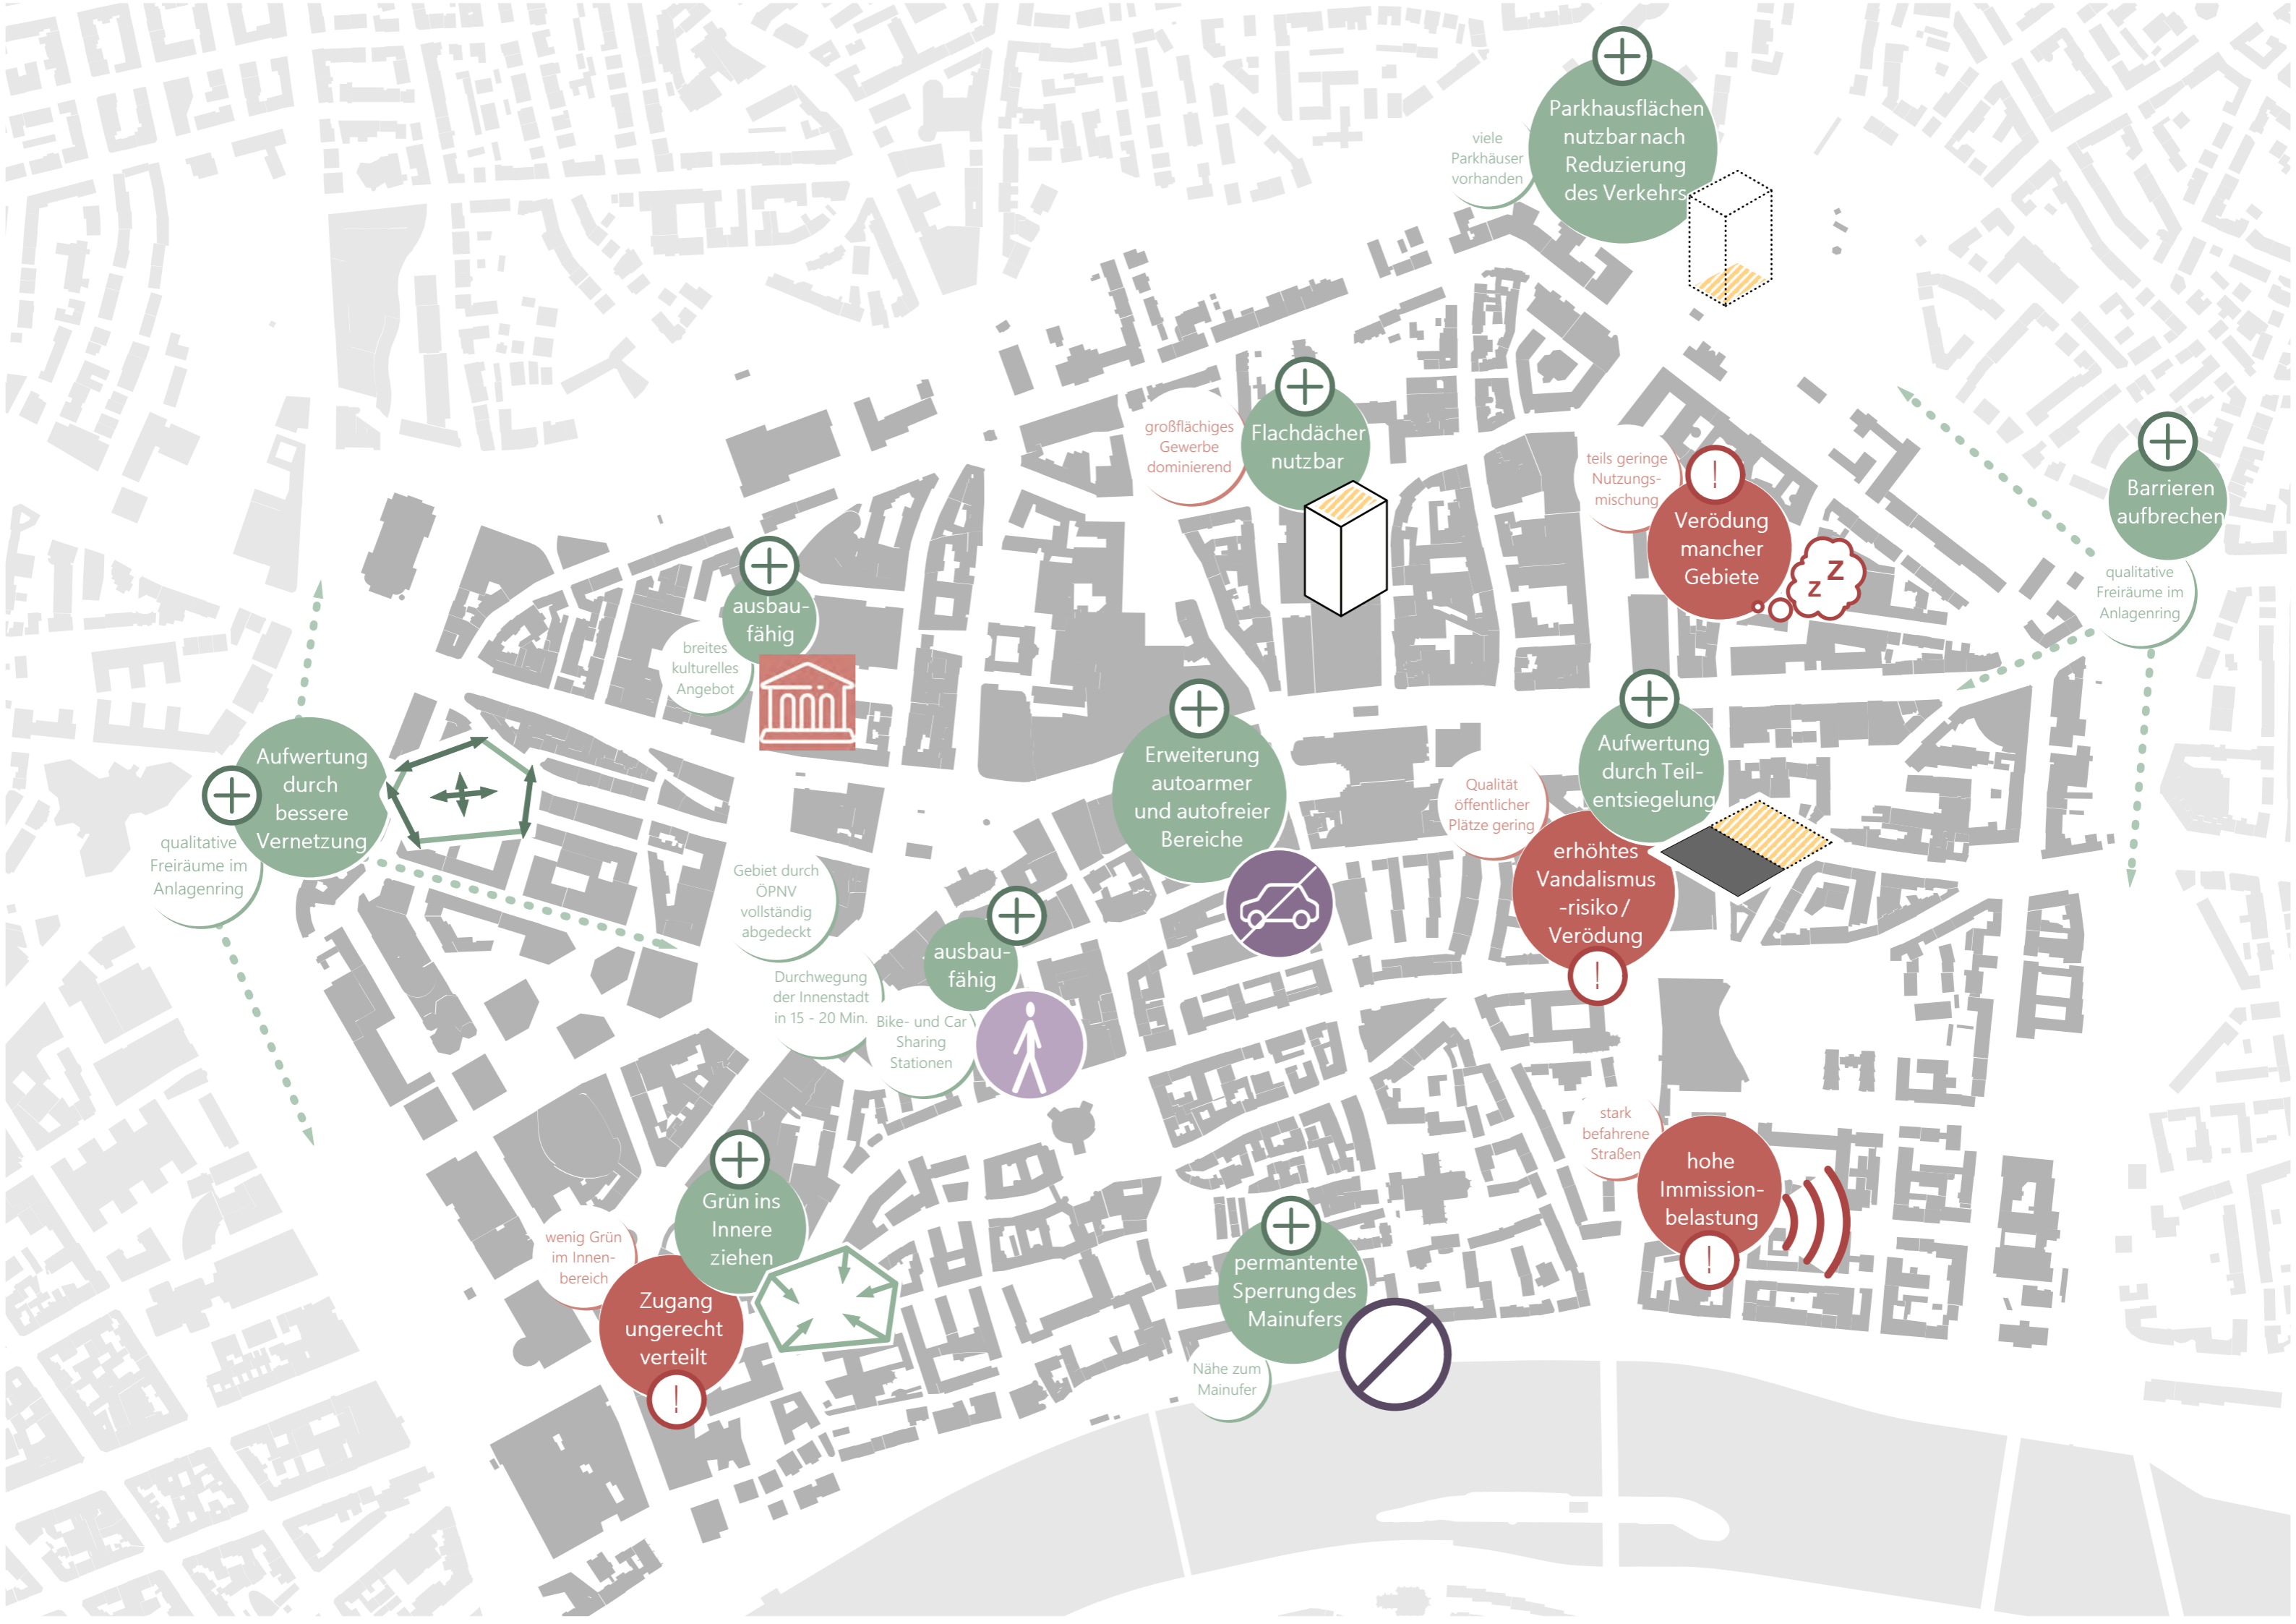 Parkhausflächen
nutzbar nach
Reduzierung
des Verkehrs
viele
Parkhäuser
vorhanden
großflächiges
Gewerbe
dominierend
Flachdächer
nutzbar
teils geringe
Nutzungs-
mischung
!
Verödung
mancher
Gebiete
z
Z
Barrieren
aufbrechen
qualitative
Freiräume im
Anlagenring
ausbau-
fähig
breites
kulturelles
Angebot
Aufwertung
durch
bessere
Vernetzung
qualitative
Freiräume im
Anlagenring
Erweiterung
autoarmer
und autofreier
Bereiche
Aufwertung
durch Teil-
entsiegelung
Qualität
öffentlicher
Plätze gering
erhöhtes
Vandalismus
-risiko /
Verödung
!
Gebiet durch
ÖPNV
vollständig
abgedeckt
ausbau-
fähig
Durchwegung
der Innenstadt
in 15 - 20 Min.
Bike- und Car
Sharing
Stationen
stark
befahrene
Straßen
hohe
Immission-
belastung
!
Grün ins
Innere
ziehen
wenig Grün
im Innen-
bereich
Zugang
ungerecht
verteilt
!
permantente
Sperrung des
Mainufers
Nähe zum
Mainufer